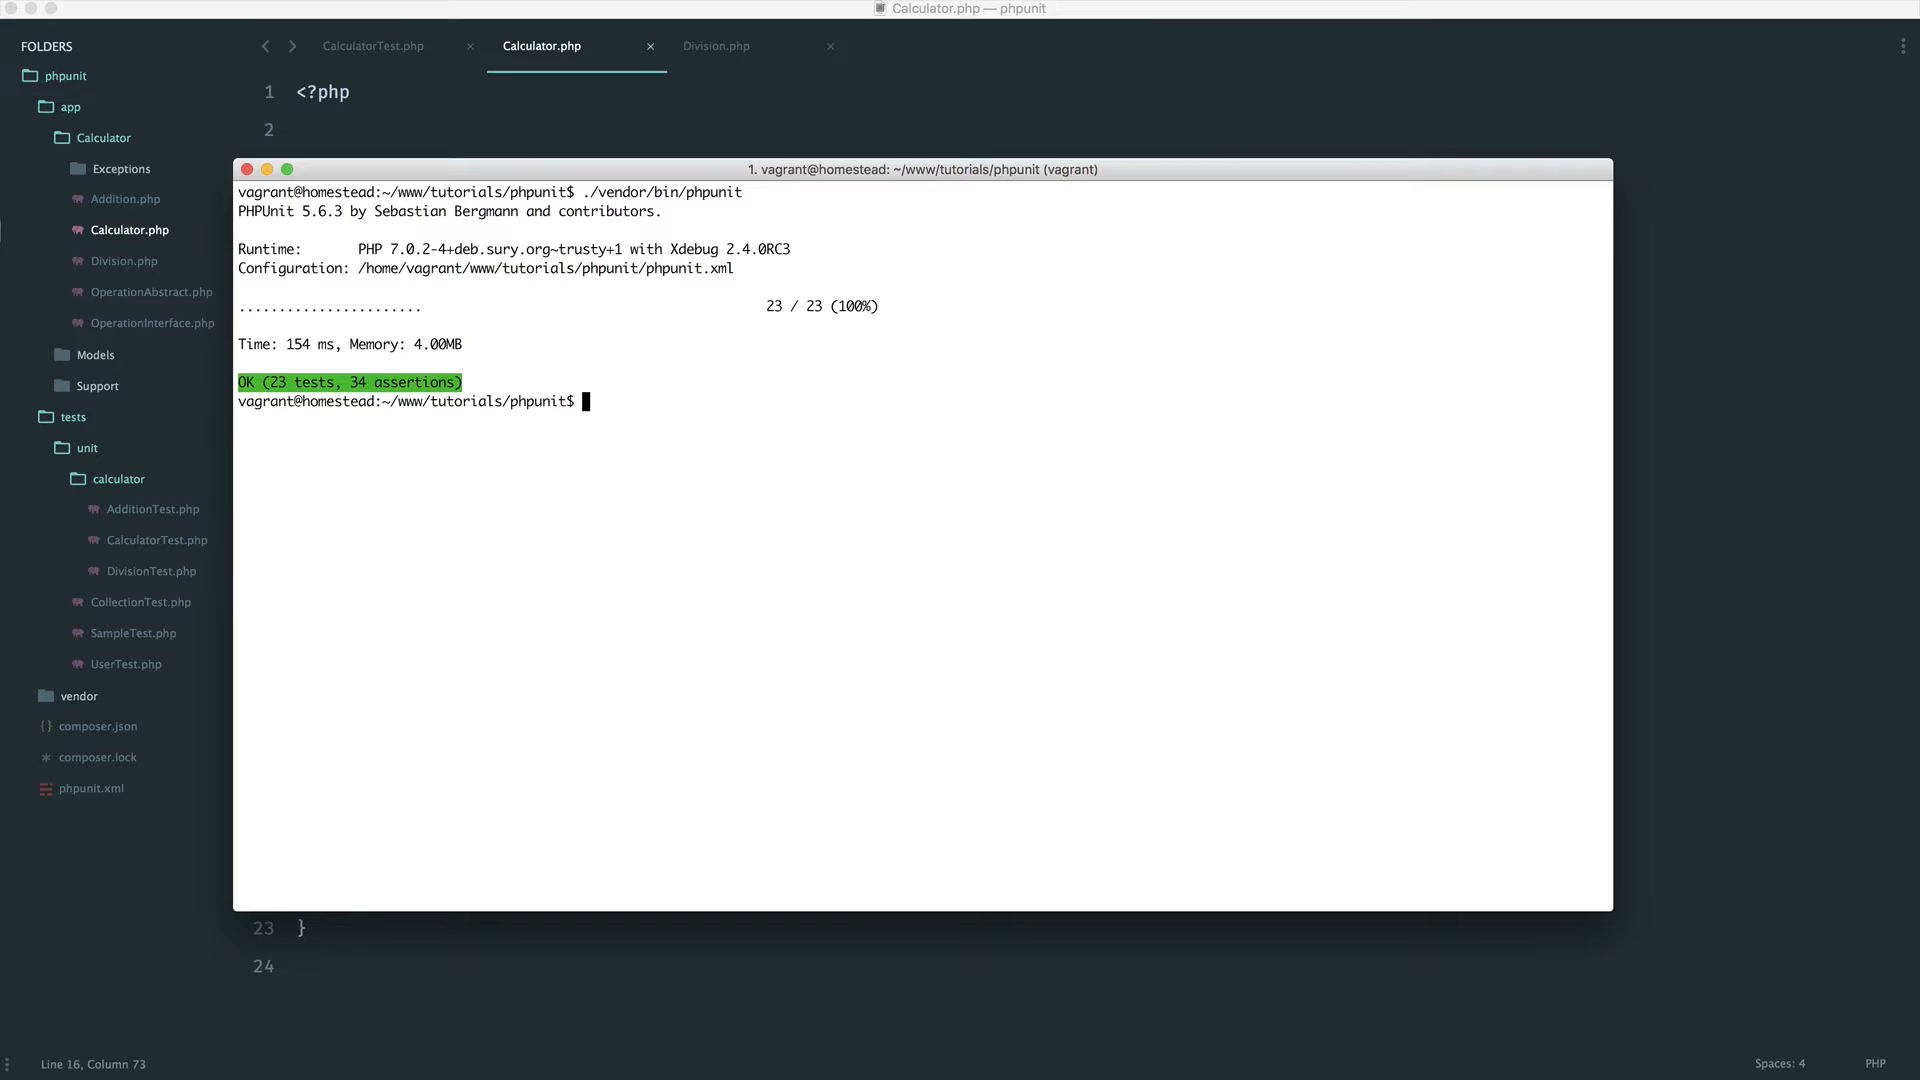 Calculator.php — phpunit
FOLDERS
phpunit
app
Calculator
Exceptions
Addition.php
Calculator.php
Division.php
OperationAbstract.php
OperationInterface.php
Models
Support
tests
unit
calculator
AdditionTest.php
CalculatorTest.php
DivisionTest.php
CollectionTest.php
SampleTest.php
UserTest.php
vendor
composer.json
composer.lock
phpunit.xml
CalculatorTest.php × Calculator.php × Division.php ×
1 <?php
2
1. vagrant@homestead: ~/www/tutorials/phpunit (vagrant)
vagrant@homestead:~/www/tutorials/phpunit$ ./vendor/bin/phpunit
PHPUnit 5.6.3 by Sebastian Bergmann and contributors.
Runtime: PHP 7.0.2-4+deb.sury.org~trusty+1 with Xdebug 2.4.0RC3
Configuration: /home/vagrant/www/tutorials/phpunit/phpunit.xml
....................... 23 / 23 (100%)
Time: 154 ms, Memory: 4.00MB
OK (23 tests, 34 assertions)
vagrant@homestead:~/www/tutorials/phpunit$
23 }
24
Line 16, Column 73
Spaces: 4 PHP